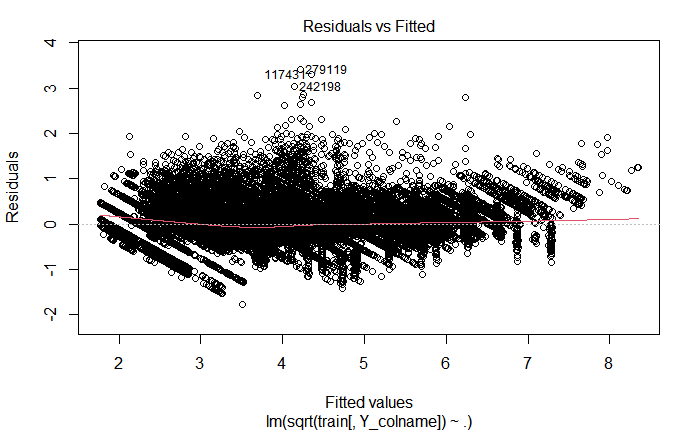 Residuals vs Fitted
4
3
2
1
0
-1
-2
Residuals
279119
117431
242198
2 3 4 5 6 7 8
Fitted values
lm(sqrt(train[, Y_colname]) ~ .)